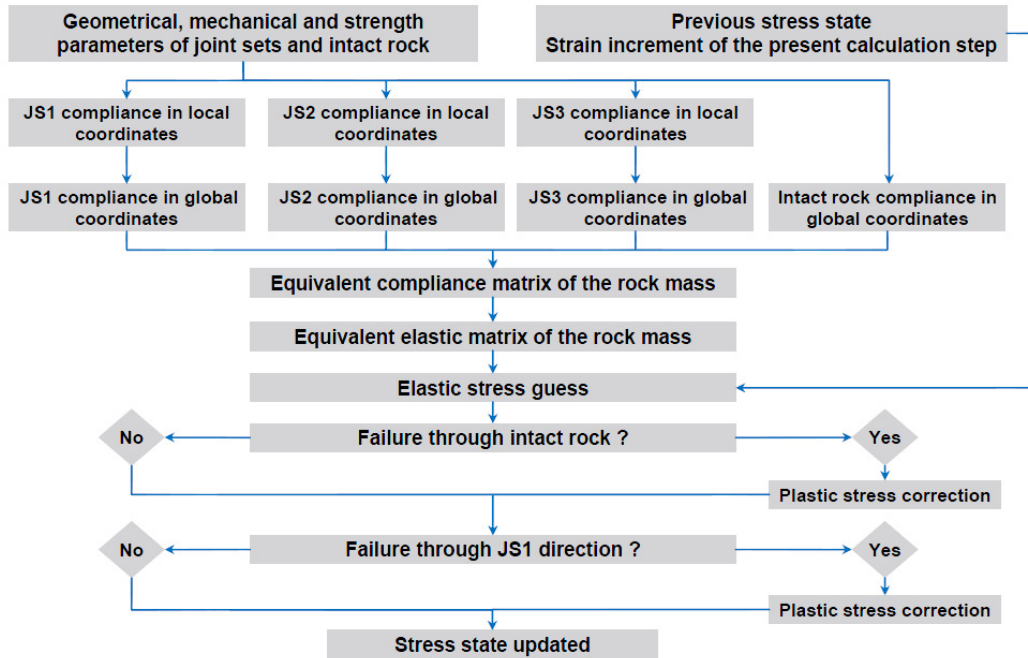 Geometrical, mechanical and strength
parameters of joint sets and intact rock
Previous stress state
Strain increment of the present calculation step
JS1 compliance in local
coordinates
JS2 compliance in local
coordinates
JS3 compliance in local
coordinates
JS1 compliance in global
coordinates
JS2 compliance in global
coordinates
JS3 compliance in global
coordinates
Intact rock compliance in
global coordinates
Equivalent compliance matrix of the rock mass
Equivalent elastic matrix of the rock mass
Elastic stress guess
No
Failure through intact rock ?
Yes
Plastic stress correction
No
Failure through JS1 direction ?
Yes
Plastic stress correction
Stress state updated